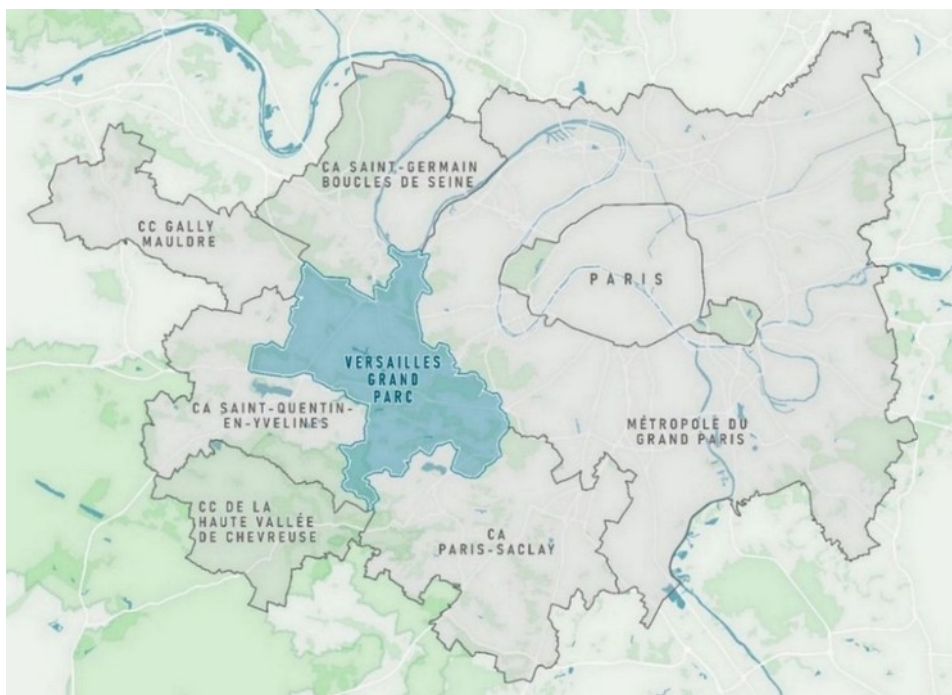 CA SAINT-GERMAIN
BOUCLES DE SEINE
CC GALLY
MAULDRE
PARIS
VERSAILLES
GRAND
PARC
CA SAINT-QUENTIN-
EN-YVELINES
MÉTROPOLE DU
GRAND PARIS
CC DE LA
HAUTE VALLÉE
DE CHEVREUSE
CA
PARIS-SACLAY